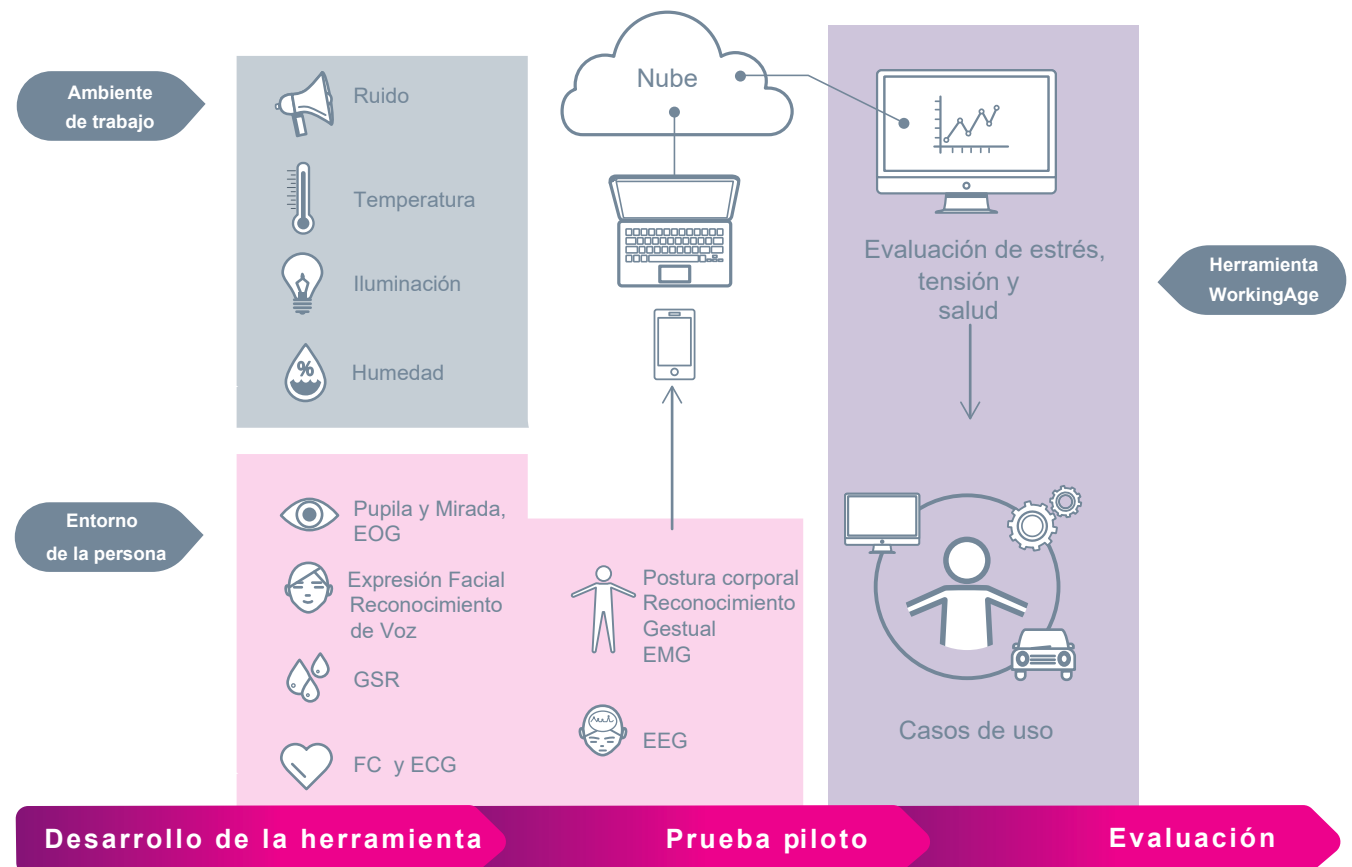 Ambiente
de trabajo
Ruido
Temperatura
Iluminación
%
Humedad
Nube
Evaluación de estrés,
tensión y
salud
Herramienta
WorkingAge
Entorno
de la persona
Pupila y Mirada,
EOG
Expresión Facial
Reconocimiento
de Voz
GSR
FC y ECG
Postura corporal
Reconocimiento
Gestual
EMG
EEG
Casos de uso
Desarrollo de la herramienta
Prueba piloto
Evaluación